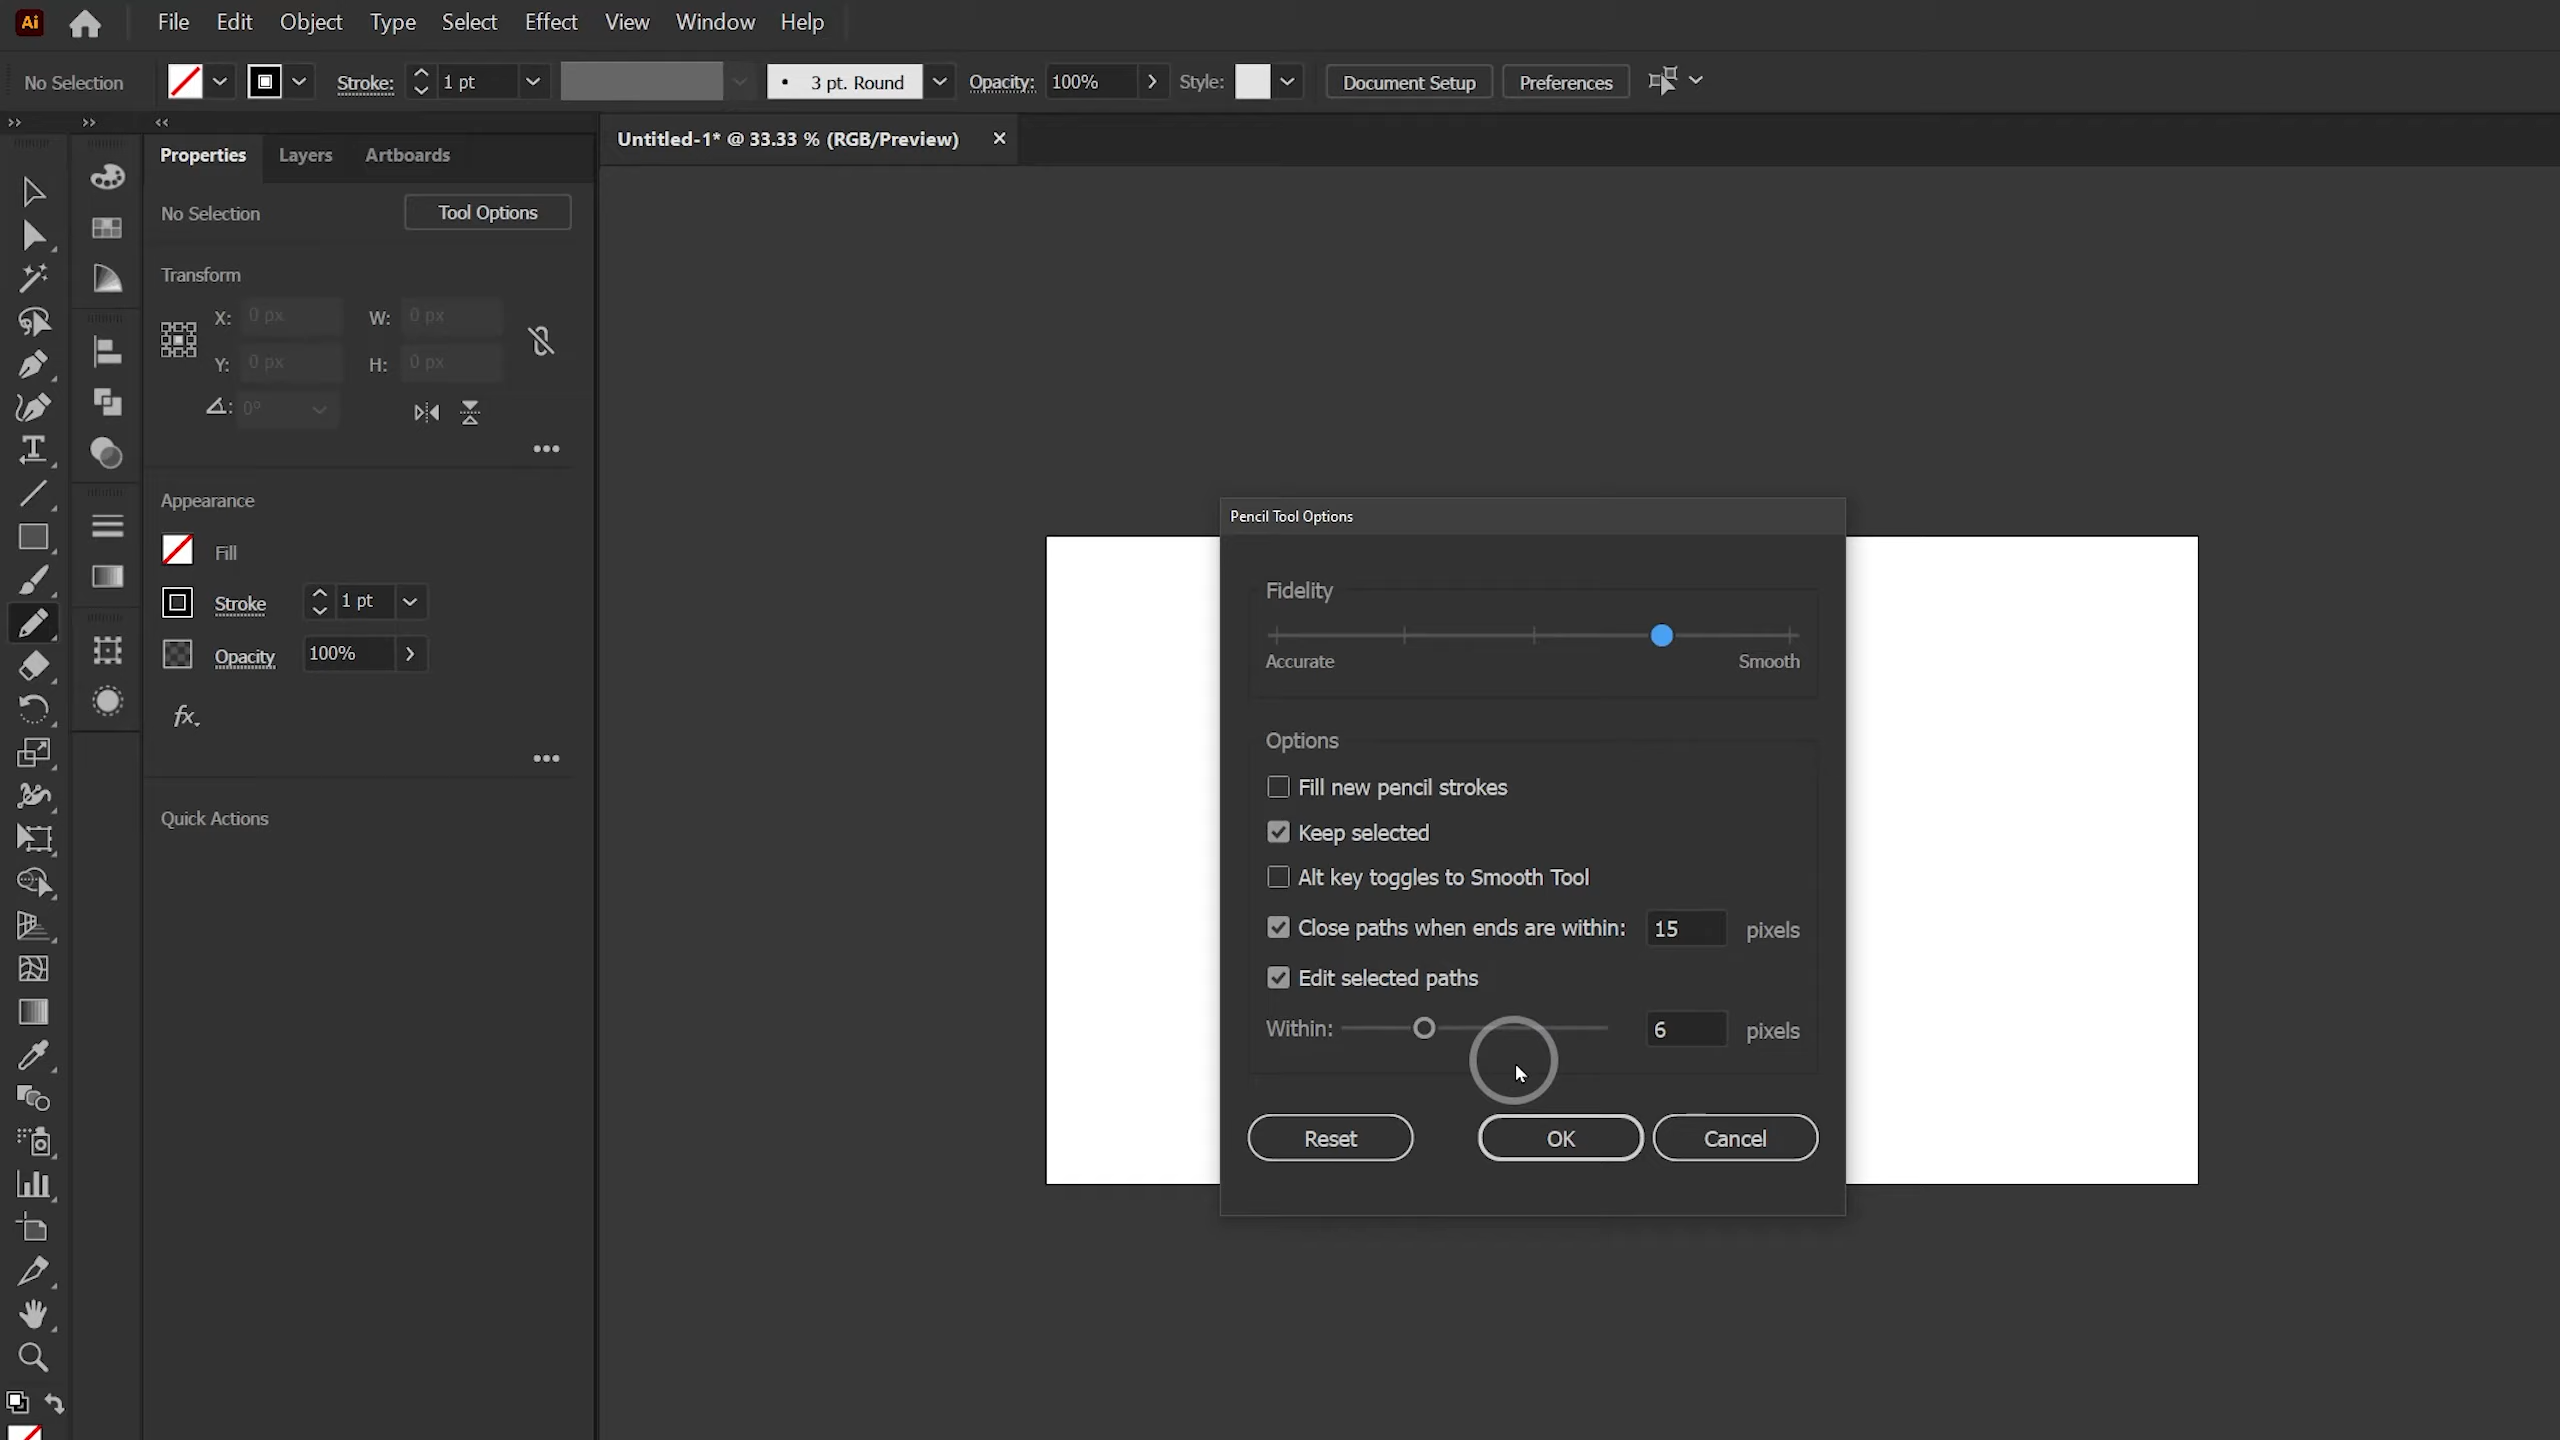 Ai File Edit Object Type Select Effect View Window Help
No Selection Stroke: 1 pt 3 pt. Round Opacity: 100% Style: Document Setup Preferences
Properties Layers Artboards
Untitled-1* @ 33.33 % (RGB/Preview)
No Selection Tool Options
Transform
X: 0 px W: 0 px
Y: 0 px H: 0 px
0°
Appearance
Fill
Stroke 1 pt
Opacity 100%
fx
Quick Actions
Pencil Tool Options
Fidelity
Accurate Smooth
Options
Fill new pencil strokes
Keep selected
Alt key toggles to Smooth Tool
Close paths when ends are within: 15 pixels
Edit selected paths
Within: 6 pixels
Reset OK Cancel